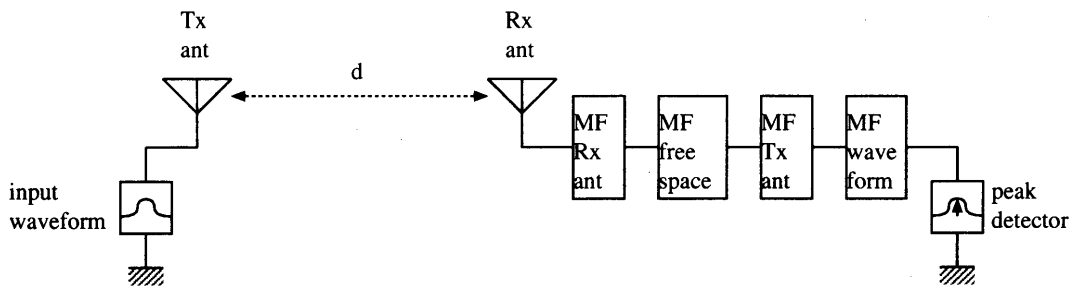 Tx
ant
Rx
ant
d
input
waveform
MF
Rx
ant
MF
free
space
MF
Tx
ant
MF
wave
form
peak
detector